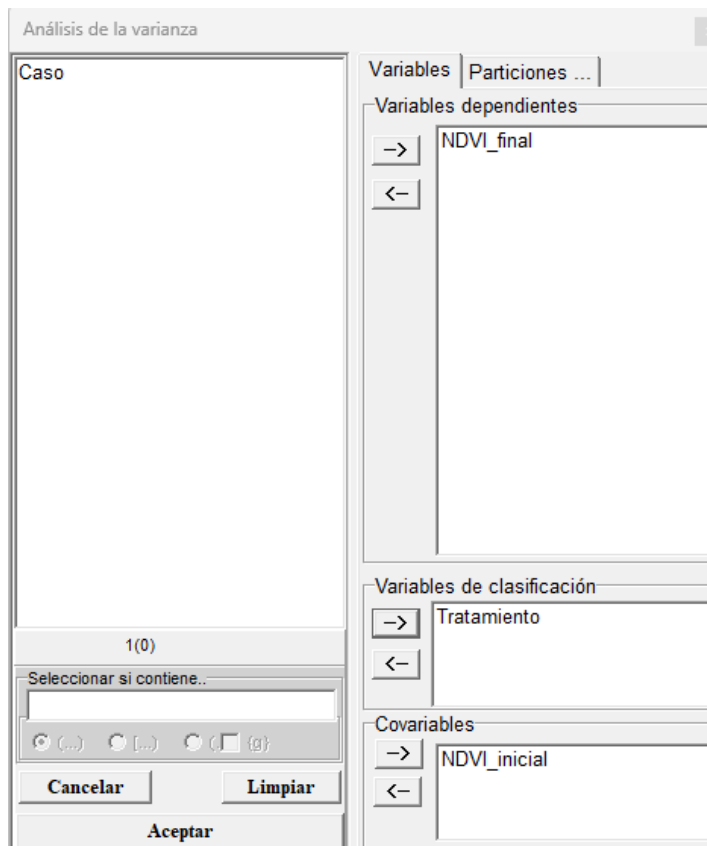 Análisis de la varianza
Caso
1(0)
Seleccionar si contiene..
(...) [...) (. {g}
Cancelar Limpiar
Aceptar
Variables Particiones ...
Variables dependientes
-> NDVI_final
<-
Variables de clasificación
-> Tratamiento
<-
Covariables
-> NDVI_inicial
<-